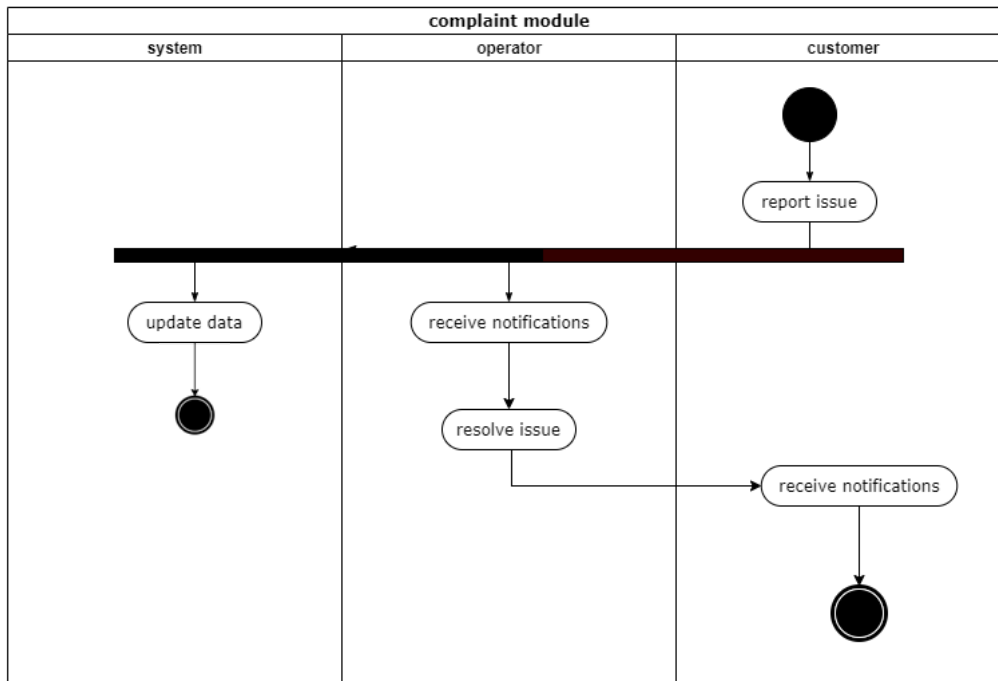 complaint module
system
operator
customer
report issue
update data
receive notifications
resolve issue
receive notifications